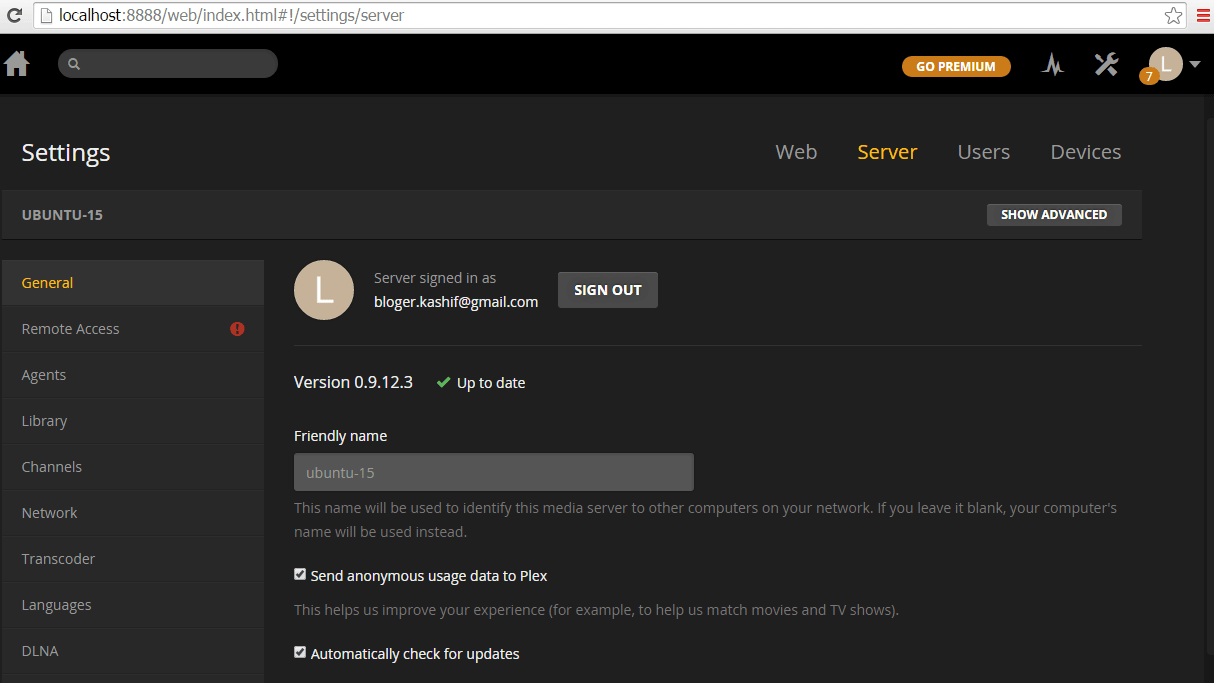 localhost:8888/web/index.html#!/settings/server
GO PREMIUM
7
L
Settings
Web
Server
Users
Devices
UBUNTU-15
SHOW ADVANCED
General
Remote Access
Agents
Library
Channels
Network
Transcoder
Languages
DLNA
L
Server signed in as
bloger.kashif@gmail.com
SIGN OUT
Version 0.9.12.3
Up to date
Friendly name
ubuntu-15
This name will be used to identify this media server to other computers on your network. If you leave it blank, your computer's
name will be used instead.
Send anonymous usage data to Plex
This helps us improve your experience (for example, to help us match movies and TV shows).
Automatically check for updates